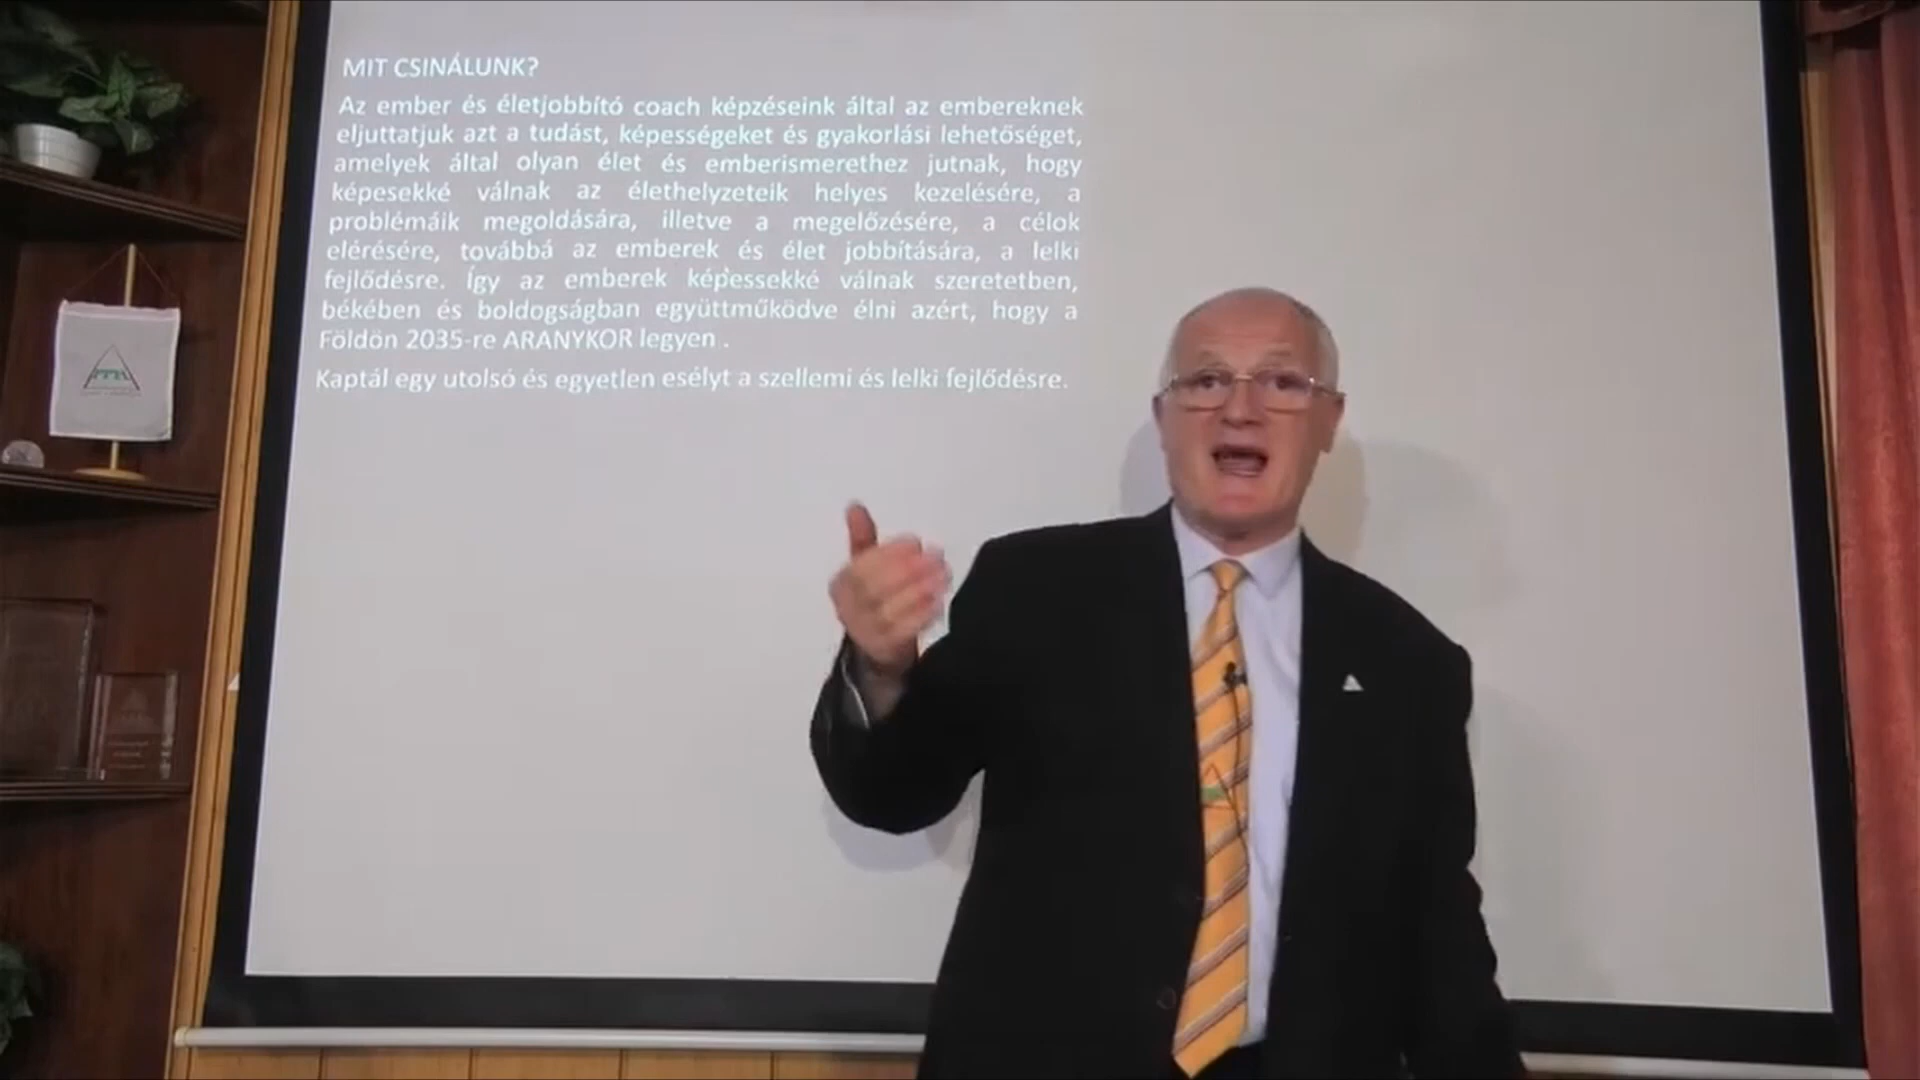 MIT CSINÁLUNK?
Az ember és életjobbító coach képzéseink által az embereknek
eljuttatjuk azt a tudást, képességeket és gyakorlási lehetőséget,
amelyek által olyan élet és emberismerethez jutnak, hogy
képesekké válnak az élethelyzeteik helyes kezelésére, a
problémáik megoldására, illetve a megelőzésére, a célok
elérésére, továbbá az emberek és élet jobbítására, a lelki
fejlődésre. Így az emberek képessekké válnak szeretetben,
békében és boldogságban együttműködve élni azért, hogy a
Földön 2035-re ARANYKOR legyen .
Kaptál egy utolsó és egyetlen esélyt a szellemi és lelki fejlődésre.